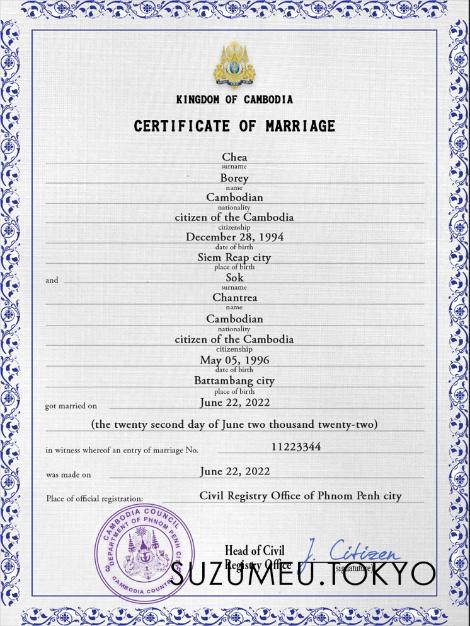 KINGDOM OF CAMBODIA
CERTIFICATE OF MARRIAGE
Chea
surname
Borey
name
Cambodian
nationality
citizen of the Cambodia
citizenship
December 28, 1994
date of birth
Siem Reap city
place of birth
and Sok
surname
Chantrea
name
Cambodian
nationality
citizen of the Cambodia
citizenship
May 05, 1996
date of birth
Battambang city
place of birth
got married on June 22, 2022
(the twenty second day of June two thousand twenty-two)
in witness whereof an entry of marriage No. 11223344
was made on June 22, 2022
Place of official registration: Civil Registry Office of Phnom Penh city
CAMBODIA COUNCIL
DEPARTMENT OF PHNOM PENH
CAMBODIA COUNTRY
Head of Civil
Registry Office
J. Citizen
SUZUMEU.TOKYO